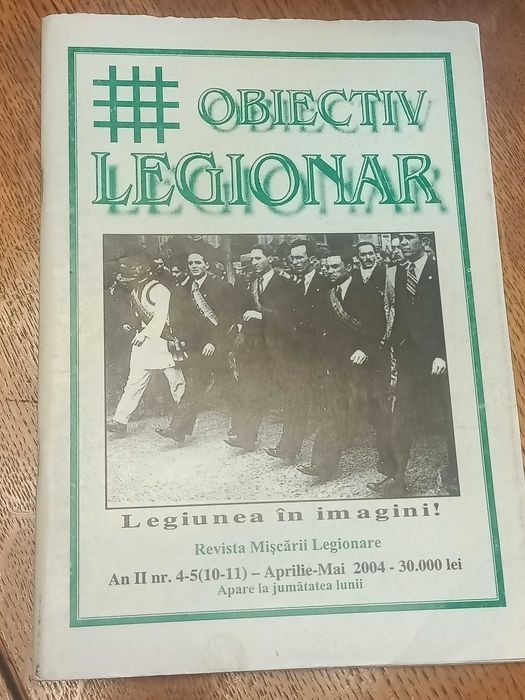 OBIECTIV
LEGIONAR
Legiunea în imagini!
Revista Mişcării Legionare
An II nr. 4-5(10-11) – Aprilie-Mai 2004 - 30.000 lei
Apare la jumătatea lunii